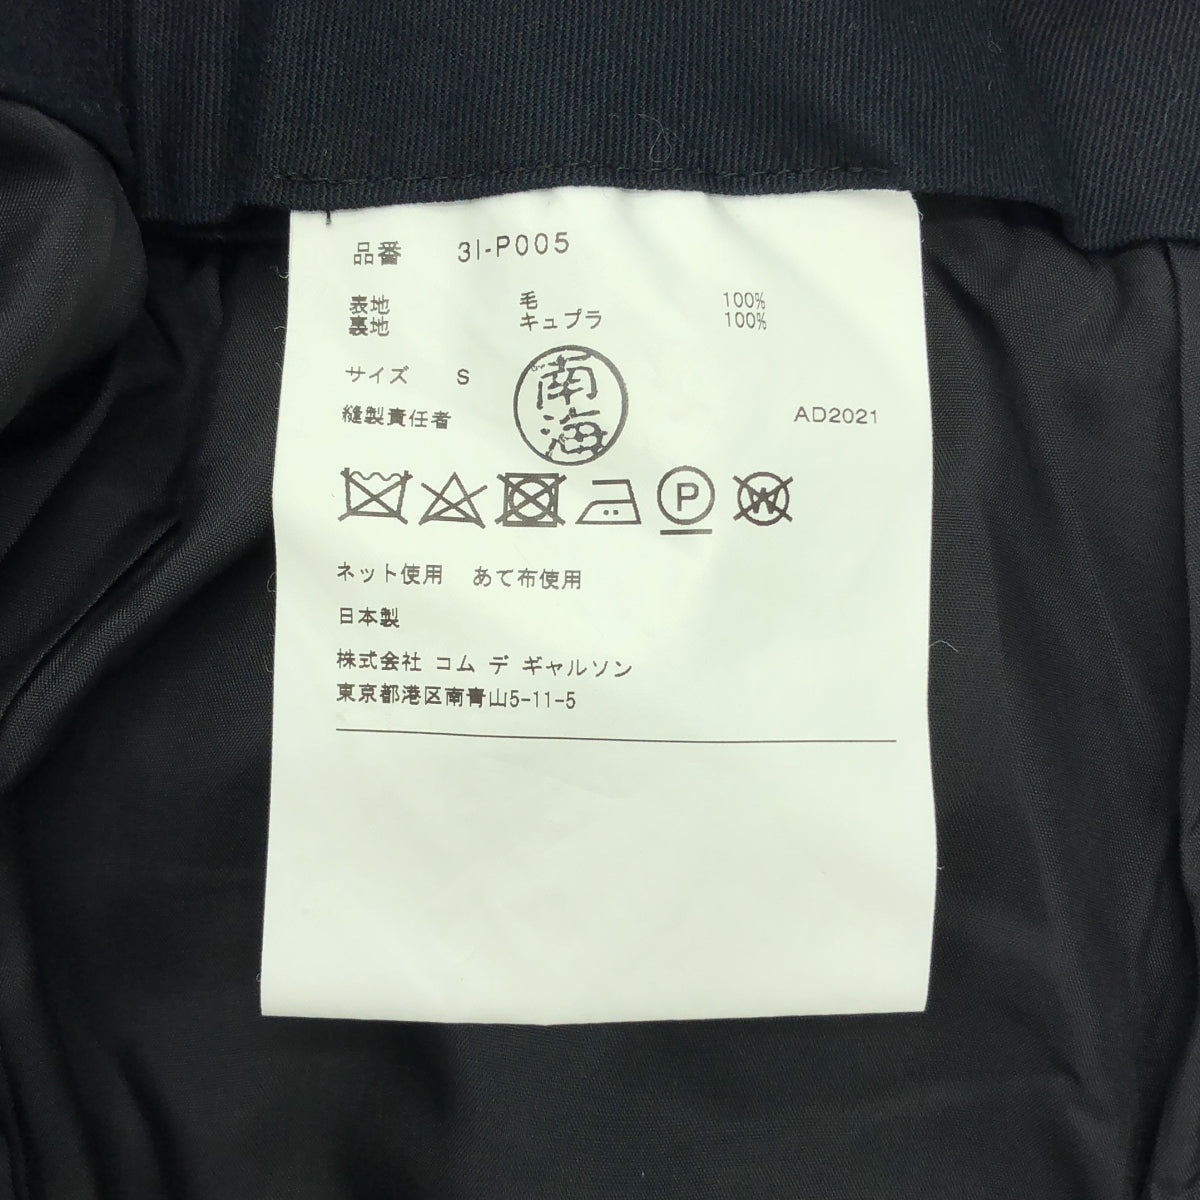 品番 3I-P005
表地 毛 100%
裏地 キュプラ 100%
サイズ S
南海
縫製責任者 AD2021
P W
ネット使用 あて布使用
日本製
株式会社 コム デ ギャルソン
東京都港区南青山5-11-5